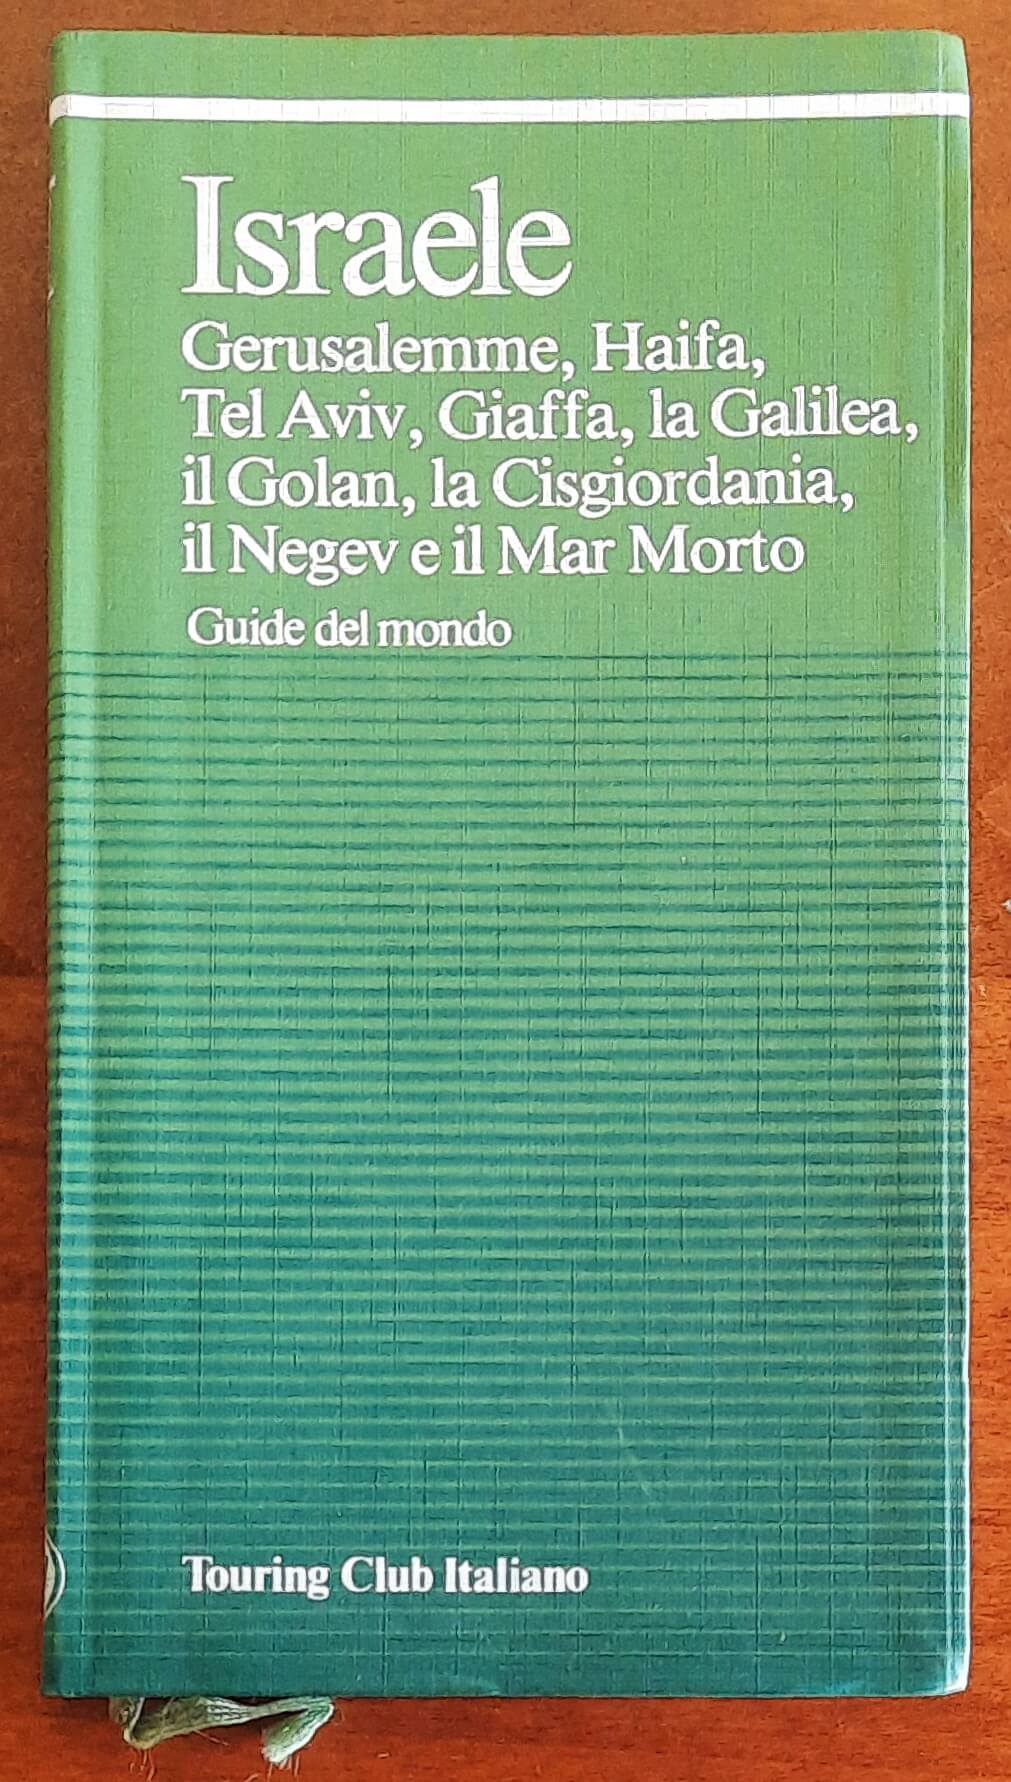 Israele
Gerusalemme, Haifa,
Tel Aviv, Giaffa, la Galilea,
il Golan, la Cisgiordania,
il Negev e il Mar Morto
Guide del mondo
Touring Club Italiano